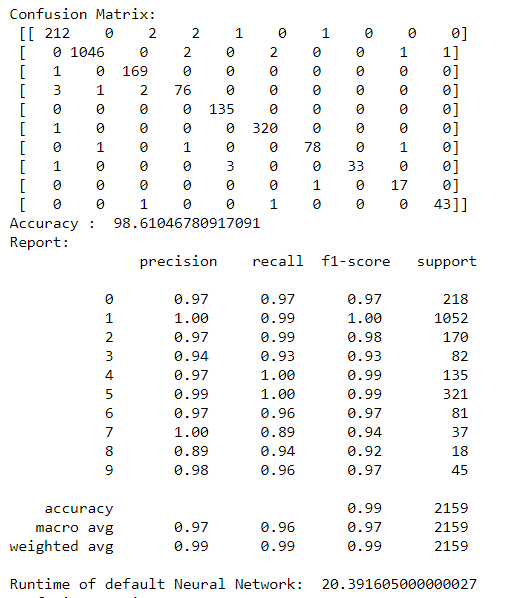 Confusion Matrix:
[[ 212 0 2 2 1 0 1 0 0 0]
[ 0 1046 0 2 0 2 0 0 1 1]
[ 1 0 169 0 0 0 0 0 0 0]
[ 3 1 2 76 0 0 0 0 0 0]
[ 0 0 0 0 135 0 0 0 0 0]
[ 1 0 0 0 0 320 0 0 0 0]
[ 0 1 0 1 0 0 78 0 1 0]
[ 1 0 0 0 3 0 0 33 0 0]
[ 0 0 0 0 0 0 1 0 17 0]
[ 0 0 1 0 0 1 0 0 0 43]]
Accuracy : 98.61046780917091
Report:
precision recall f1-score support
0 0.97 0.97 0.97 218
1 1.00 0.99 1.00 1052
2 0.97 0.99 0.98 170
3 0.94 0.93 0.93 82
4 0.97 1.00 0.99 135
5 0.99 1.00 0.99 321
6 0.97 0.96 0.97 81
7 1.00 0.89 0.94 37
8 0.89 0.94 0.92 18
9 0.98 0.96 0.97 45
accuracy 0.99 2159
macro avg 0.97 0.96 0.97 2159
weighted avg 0.99 0.99 0.99 2159
Runtime of default Neural Network: 20.391605000000027